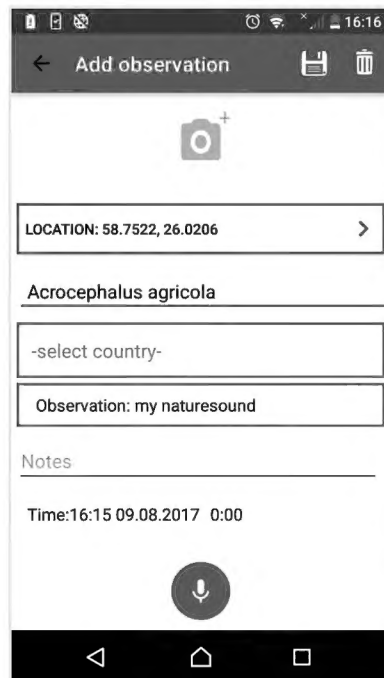 16:16
Add observation
LOCATION: 58.7522, 26.0206
Acrocephalus agricola
-select country-
Observation: my naturesound
Notes
Time:16:15 09.08.2017 0:00